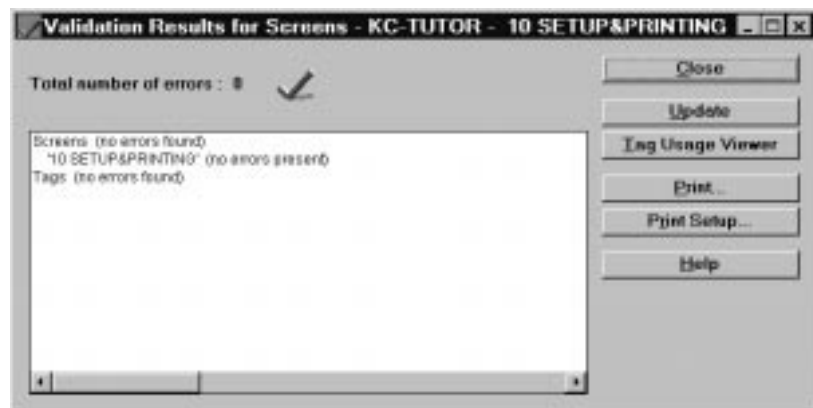 Validation Results for Screens - KC-TUTOR - 10 SETUP&PRINTING
Total number of errors : 0
Screens (no errors found)
"10 SETUP&PRINTING" (no errors present)
Tags (no errors found)
Close
Update
Tag Usage Viewer
Print...
Print Setup...
Help